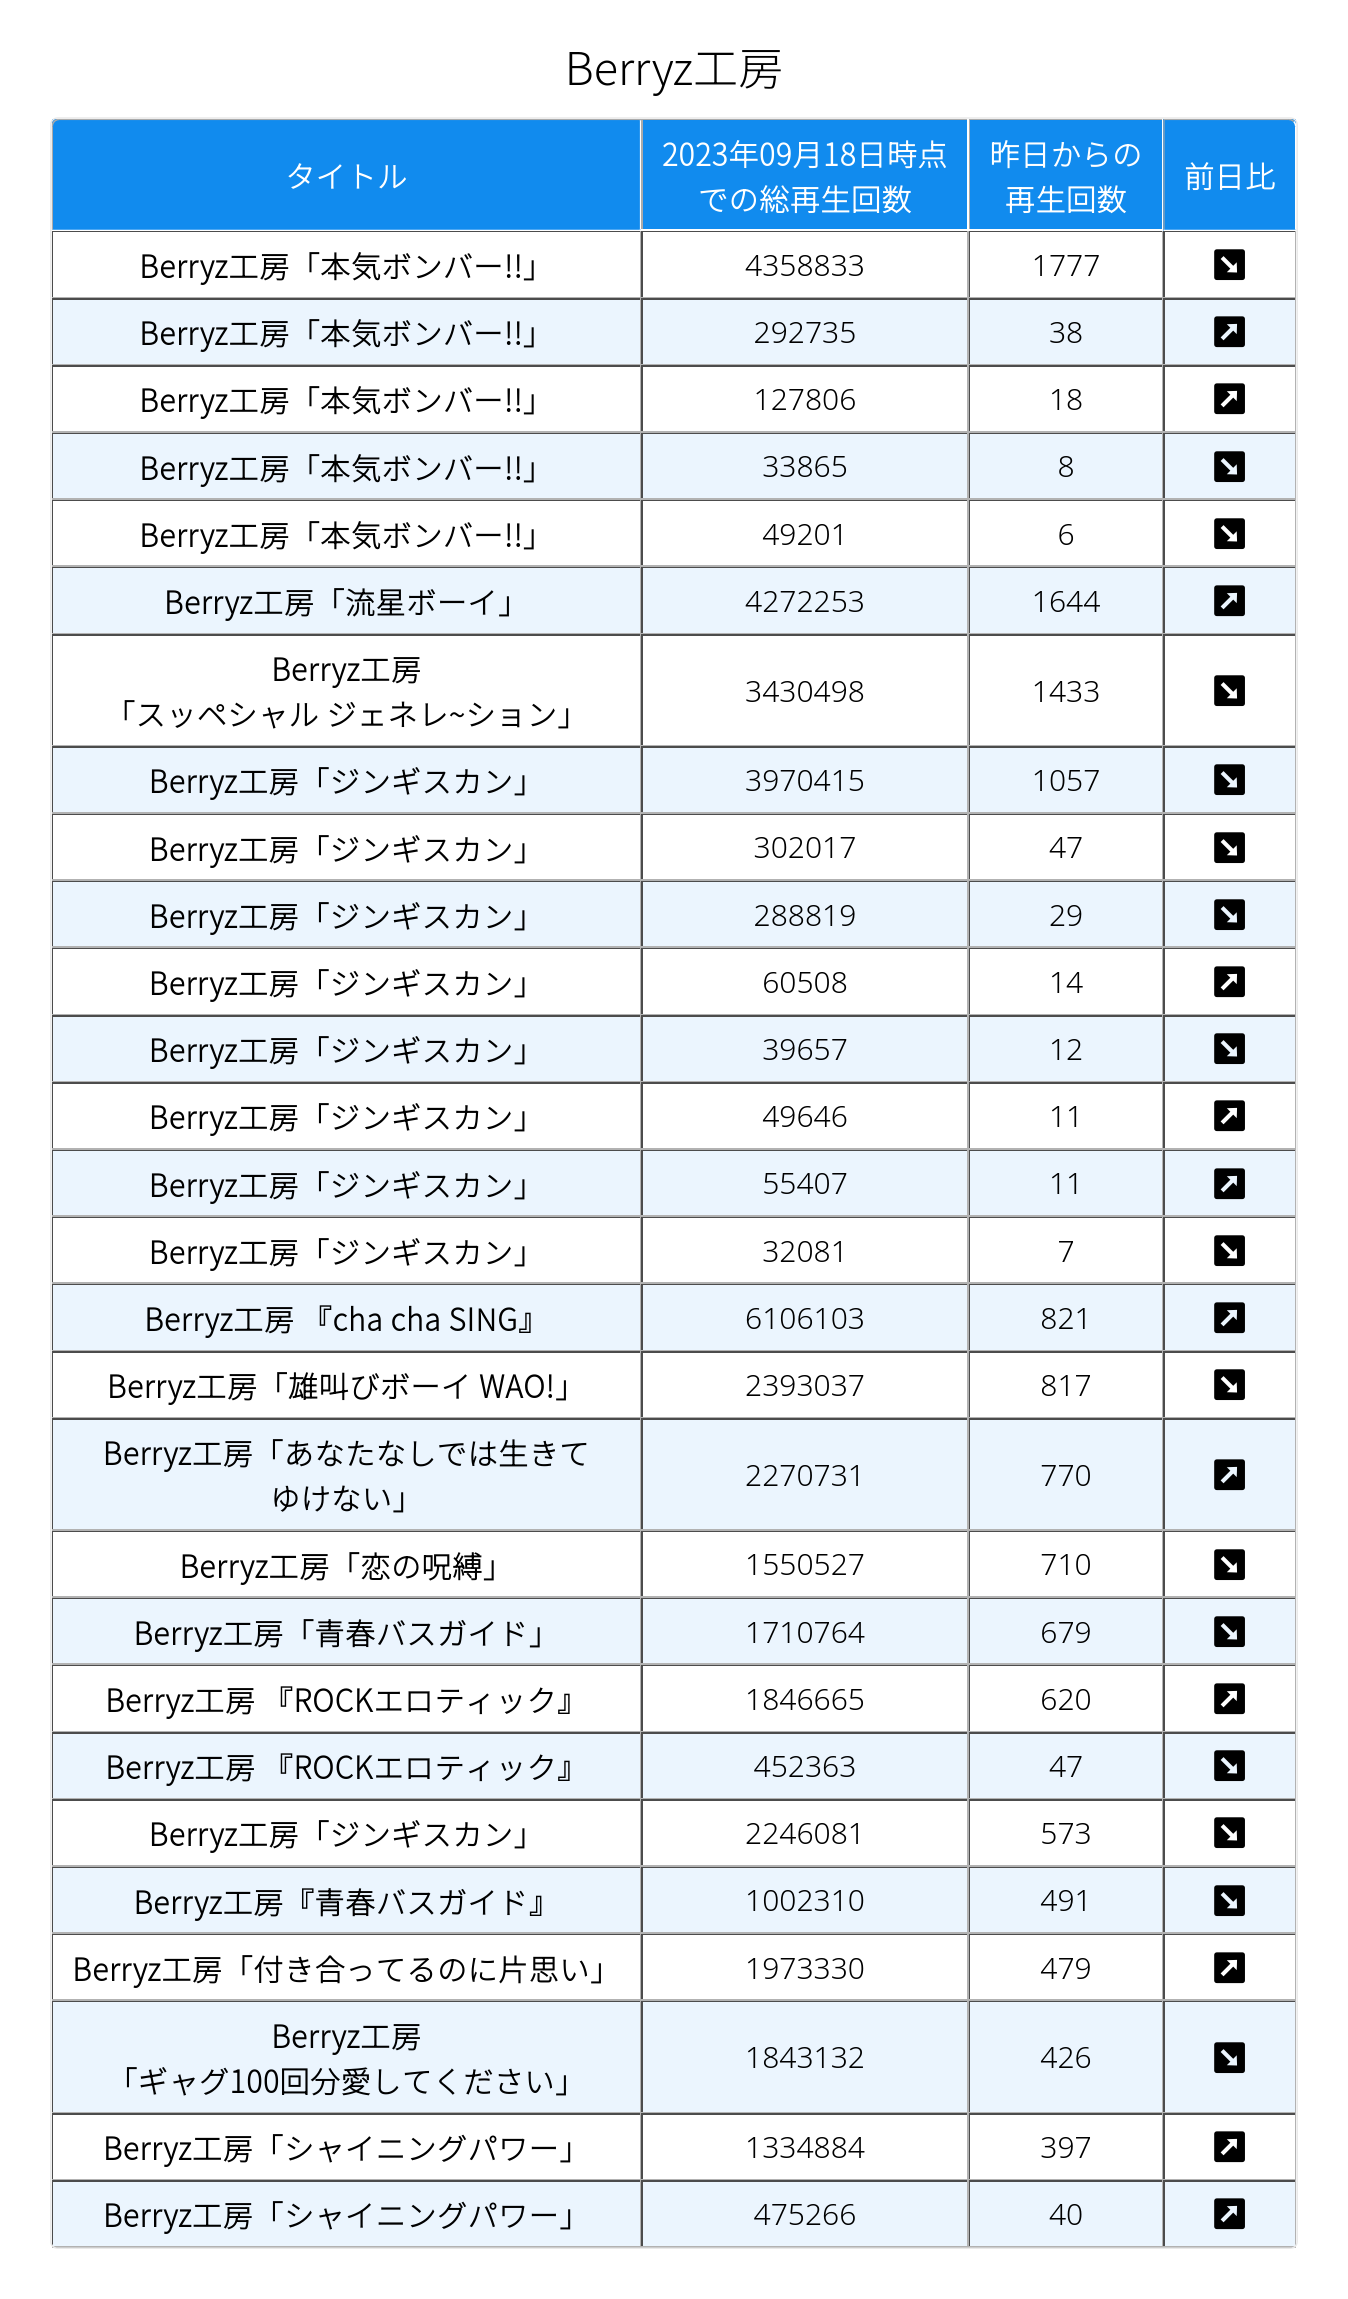 Berryz工房
タイトル
2023年09月18日時点
での総再生回数
昨日からの
再生回数
前日比
Berryz工房「本気ボンバー!!」 4358833 1777
Berryz工房「本気ボンバー!!」 292735 38
Berryz工房「本気ボンバー!!」 127806 18
Berryz工房「本気ボンバー!!」 33865 8
Berryz工房「本気ボンバー!!」 49201 6
Berryz工房「流星ボーイ」 4272253 1644
Berryz工房
「スッペシャル ジェネレ~ション」 3430498 1433
Berryz工房「ジンギスカン」 3970415 1057
Berryz工房「ジンギスカン」 302017 47
Berryz工房「ジンギスカン」 288819 29
Berryz工房「ジンギスカン」 60508 14
Berryz工房「ジンギスカン」 39657 12
Berryz工房「ジンギスカン」 49646 11
Berryz工房「ジンギスカン」 55407 11
Berryz工房「ジンギスカン」 32081 7
Berryz工房 『cha cha SING』 6106103 821
Berryz工房「雄叫びボーイ WAO!」 2393037 817
Berryz工房「あなたなしでは生きて
ゆけない」 2270731 770
Berryz工房「恋の呪縛」 1550527 710
Berryz工房「青春バスガイド」 1710764 679
Berryz工房 『ROCKエロティック』 1846665 620
Berryz工房 『ROCKエロティック』 452363 47
Berryz工房「ジンギスカン」 2246081 573
Berryz工房『青春バスガイド』 1002310 491
Berryz工房「付き合ってるのに片思い」 1973330 479
Berryz工房
「ギャグ100回分愛してください」 1843132 426
Berryz工房「シャイニングパワー」 1334884 397
Berryz工房「シャイニングパワー」 475266 40